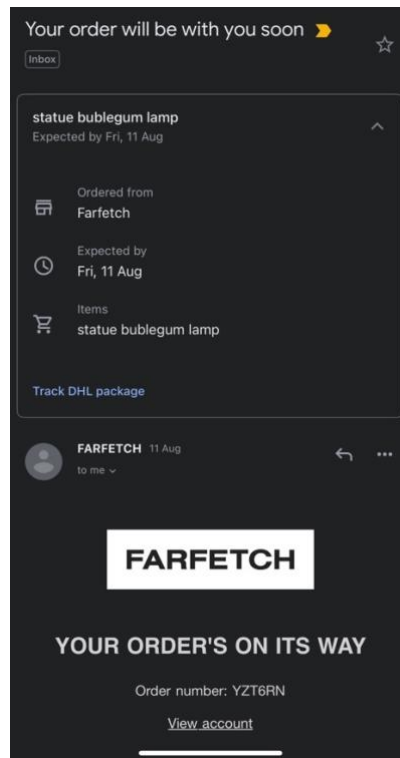 Your order will be with you soon
Inbox
statue bublegum lamp
Expected by Fri, 11 Aug
Ordered from
Farfetch
Expected by
Fri, 11 Aug
Items
statue bublegum lamp
Track DHL package
FARFETCH 11 Aug
to me
FARFETCH
YOUR ORDER'S ON ITS WAY
Order number: YZT6RN
View account